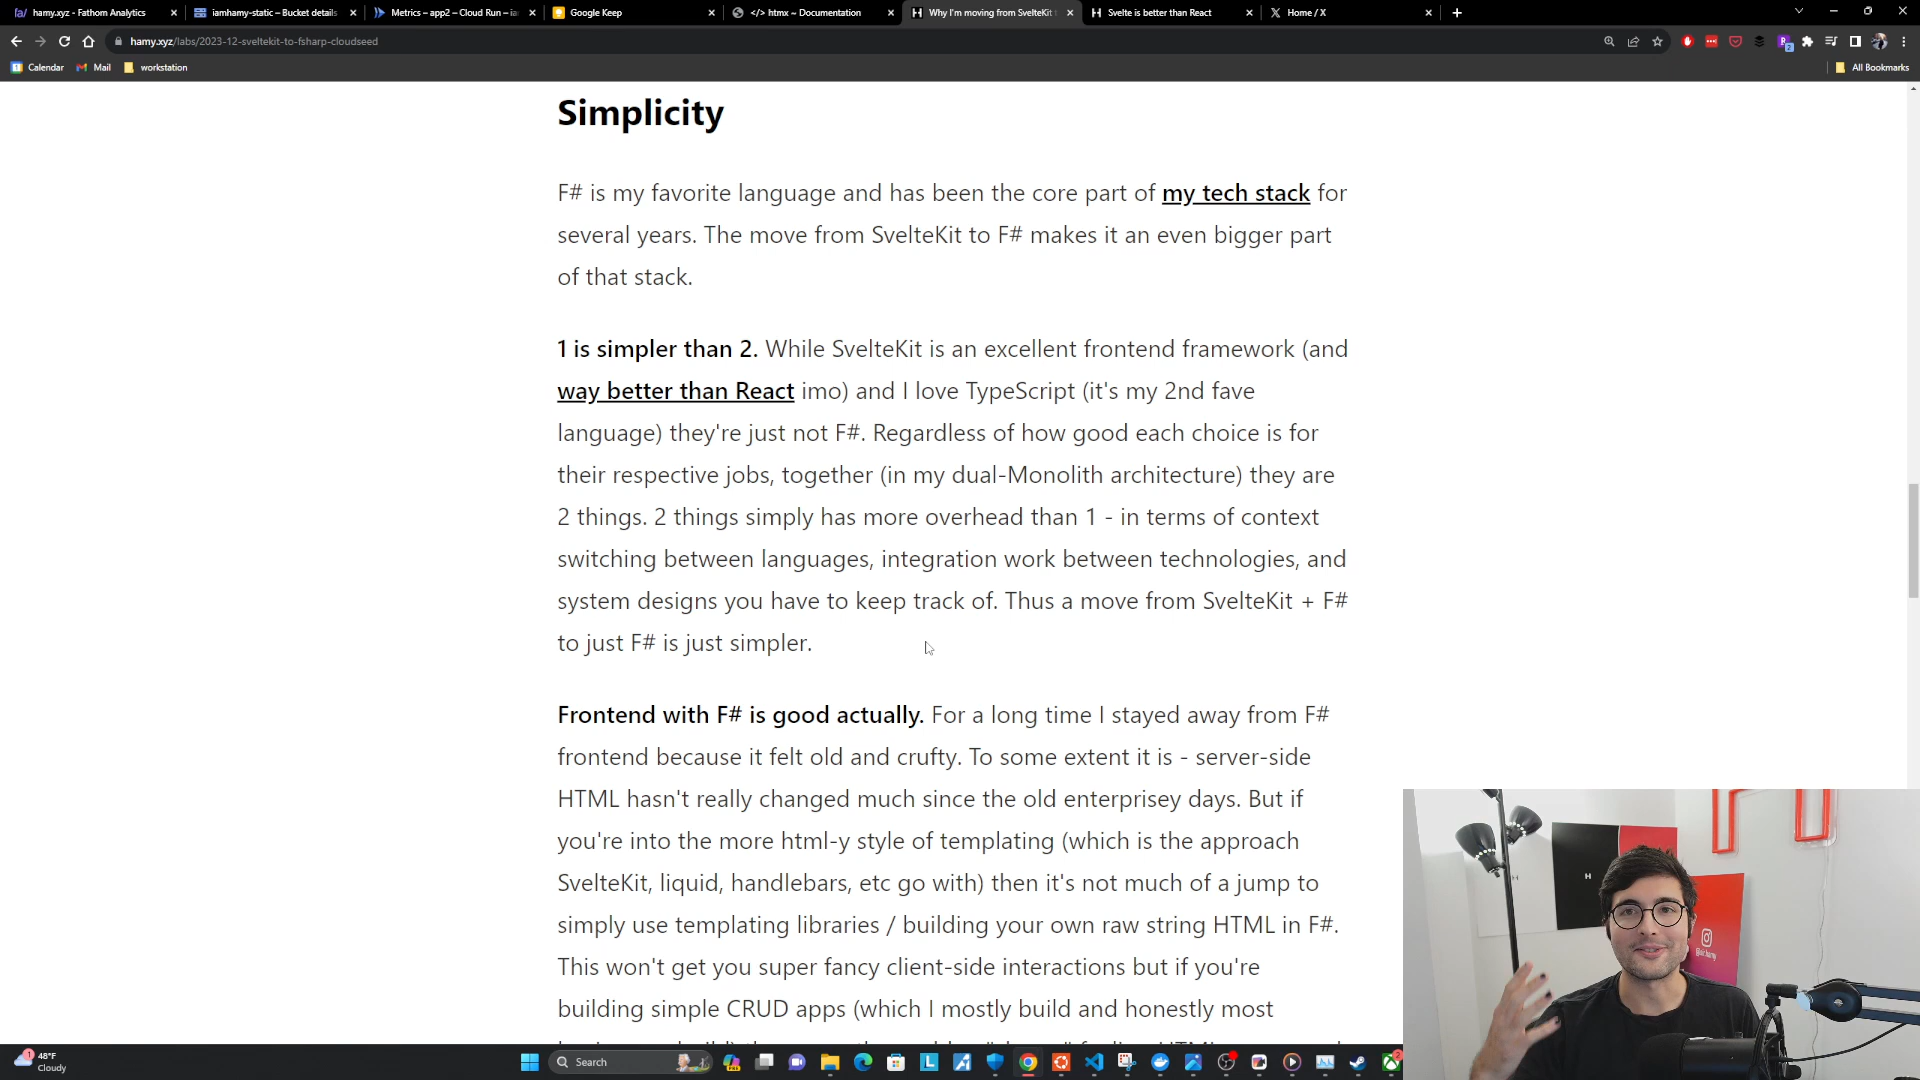 hamy.xyz - Fathom Analytics
iamhamy-static – Bucket details
Metrics – app2 – Cloud Run – ia
Google Keep
</> htmx ~ Documentation
Why I'm moving from SvelteKit
Svelte is better than React
Home / X
hamy.xyz/labs/2023-12-sveltekit-to-fsharp-cloudseed
Calendar
Mail
workstation
All Bookmarks
Simplicity
F# is my favorite language and has been the core part of my tech stack for
several years. The move from SvelteKit to F# makes it an even bigger part
of that stack.
1 is simpler than 2. While SvelteKit is an excellent frontend framework (and
way better than React imo) and I love TypeScript (it's my 2nd fave
language) they're just not F#. Regardless of how good each choice is for
their respective jobs, together (in my dual-Monolith architecture) they are
2 things. 2 things simply has more overhead than 1 - in terms of context
switching between languages, integration work between technologies, and
system designs you have to keep track of. Thus a move from SvelteKit + F#
to just F# is just simpler.
Frontend with F# is good actually. For a long time I stayed away from F#
frontend because it felt old and crufty. To some extent it is - server-side
HTML hasn't really changed much since the old enterprisey days. But if
you're into the more html-y style of templating (which is the approach
SvelteKit, liquid, handlebars, etc go with) then it's not much of a jump to
simply use templating libraries / building your own raw string HTML in F#.
This won't get you super fancy client-side interactions but if you're
building simple CRUD apps (which I mostly build and honestly most
48°F
Cloudy
Search